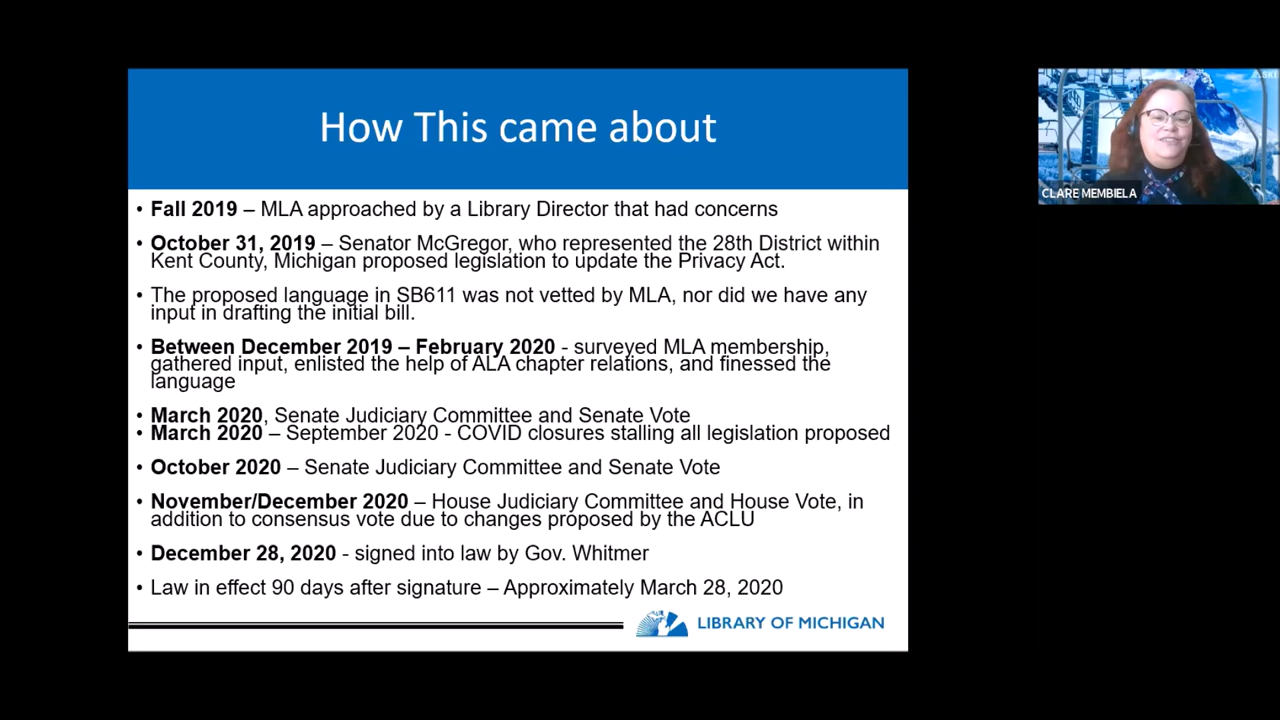 How This came about
• Fall 2019 – MLA approached by a Library Director that had concerns
• October 31, 2019 – Senator McGregor, who represented the 28th District within
Kent County, Michigan proposed legislation to update the Privacy Act.
• The proposed language in SB611 was not vetted by MLA, nor did we have any
input in drafting the initial bill.
• Between December 2019 – February 2020 - surveyed MLA membership,
gathered input, enlisted the help of ALA chapter relations, and finessed the
language
• March 2020, Senate Judiciary Committee and Senate Vote
• March 2020 – September 2020 - COVID closures stalling all legislation proposed
• October 2020 – Senate Judiciary Committee and Senate Vote
• November/December 2020 – House Judiciary Committee and House Vote, in
addition to consensus vote due to changes proposed by the ACLU
• December 28, 2020 - signed into law by Gov. Whitmer
• Law in effect 90 days after signature – Approximately March 28, 2020
LIBRARY OF MICHIGAN
CLARE MEMBIELA